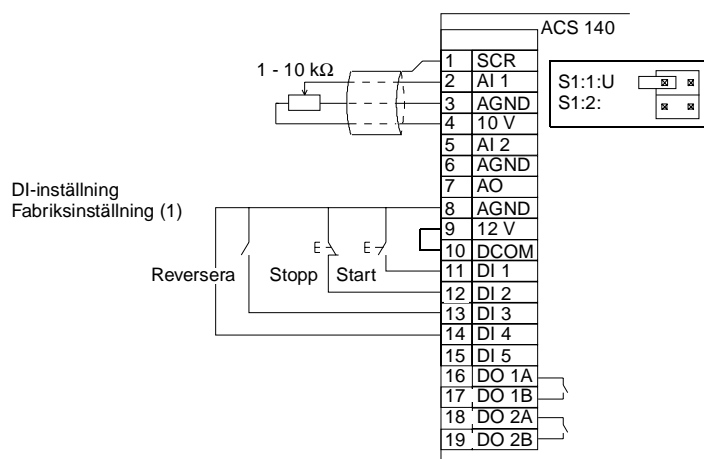 ACS 140
1 - 10 kΩ
1 SCR
2 AI 1
3 AGND
4 10 V
5 AI 2
6 AGND
7 AO
8 AGND
9 12 V
10 DCOM
11 DI 1
12 DI 2
13 DI 3
14 DI 4
15 DI 5
16 DO 1A
17 DO 1B
18 DO 2A
19 DO 2B
S1:1:U
S1:2:
DI-inställning
Fabriksinställning (1)
Reversera Stopp Start
E E